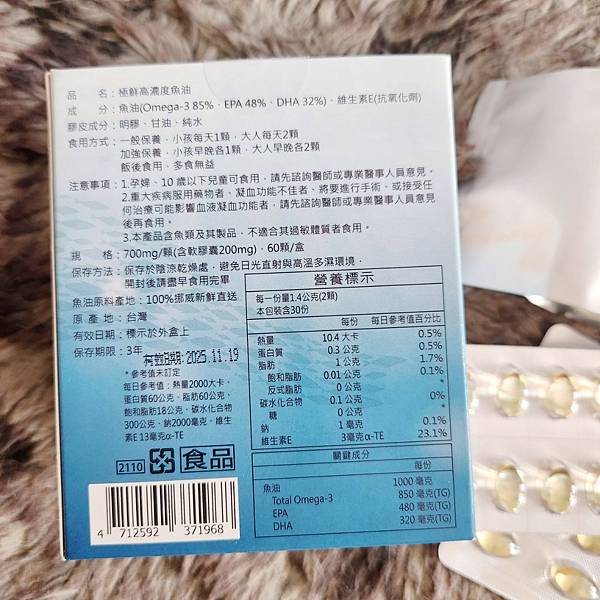 品　　名：極鮮高濃度魚油
成　　分：魚油(Omega-3 85%、EPA 48%、DHA 32%)、維生素E(抗氧化劑)
膠皮成分：明膠、甘油、純水
食用方式：一般保養，小孩每天1顆，大人每天2顆
加強保養，小孩早晚各1顆，大人早晚各2顆
飯後食用，多食無益
注意事項：1.孕婦、10 歲以下兒童可食用，請先諮詢醫師或專業醫事人員意見。
2.重大疾病服用藥物者、凝血功能不佳者、將要進行手術、或接受任
何治療可能影響血液凝血功能者，請先諮詢醫師或專業醫事人員意見
後再食用。
3.本產品含魚類及其製品，不適合其過敏體質者食用。
規　　格：700mg/顆(含軟膠囊200mg)，60顆/盒
保存方法：保存於陰涼乾燥處，避免日光直射與高溫多濕環境，
開封後請盡早食用完畢
魚油原料產地：100%挪威新鮮直送
原 產 地：台灣
有效日期：標示於外盒上
保存期限：3年
有效日期:2025.11.19
*參考值未訂定
每日參考值：熱量2000大卡、
蛋白質60公克、脂肪60公克、
飽和脂肪18公克、碳水化合物
300公克、鈉2000毫克、維生
素E 13毫克α-TE
營養標示
每一份量1.4公克(2顆)
本包裝含30份
每份 每日參考值百分比
熱量 10.4 大卡 0.5%
蛋白質 0.3 公克 0.5%
脂肪 1 公克 1.7%
飽和脂肪 0.01 公克 0.1%
反式脂肪 0 公克 *
碳水化合物 0.1 公克 0%
糖 0 公克 *
鈉 1 毫克 0.1%
維生素E 3毫克α-TE 23.1%
關鍵成分
每份
魚油 1000 毫克
Total Omega-3 850 毫克(TG)
EPA 480 毫克(TG)
DHA 320 毫克(TG)
2110 食品
4 712592 371968